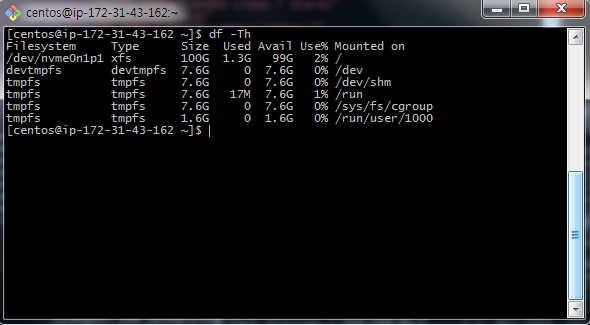 centos@ip-172-31-43-162:~
[centos@ip-172-31-43-162 ~]$ df -Th
Filesystem     Type      Size  Used Avail Use% Mounted on
/dev/nvme0n1p1 xfs       100G  1.3G   99G   2% /
devtmpfs       devtmpfs  7.6G     0  7.6G   0% /dev
tmpfs          tmpfs     7.6G     0  7.6G   0% /dev/shm
tmpfs          tmpfs     7.6G   17M  7.6G   1% /run
tmpfs          tmpfs     7.6G     0  7.6G   0% /sys/fs/cgroup
tmpfs          tmpfs     1.6G     0  1.6G   0% /run/user/1000
[centos@ip-172-31-43-162 ~]$